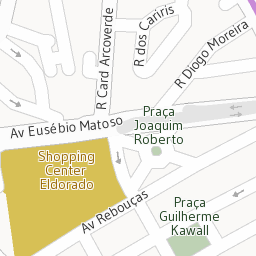 R dos Cariris
R Card Arcoverde
R Diogo Moreira
Av Eusébio Matoso
Praça
Joaquim
Roberto
Shopping
Center
Eldorado
Av Rebouças
Praça
Guilherme
Kawall